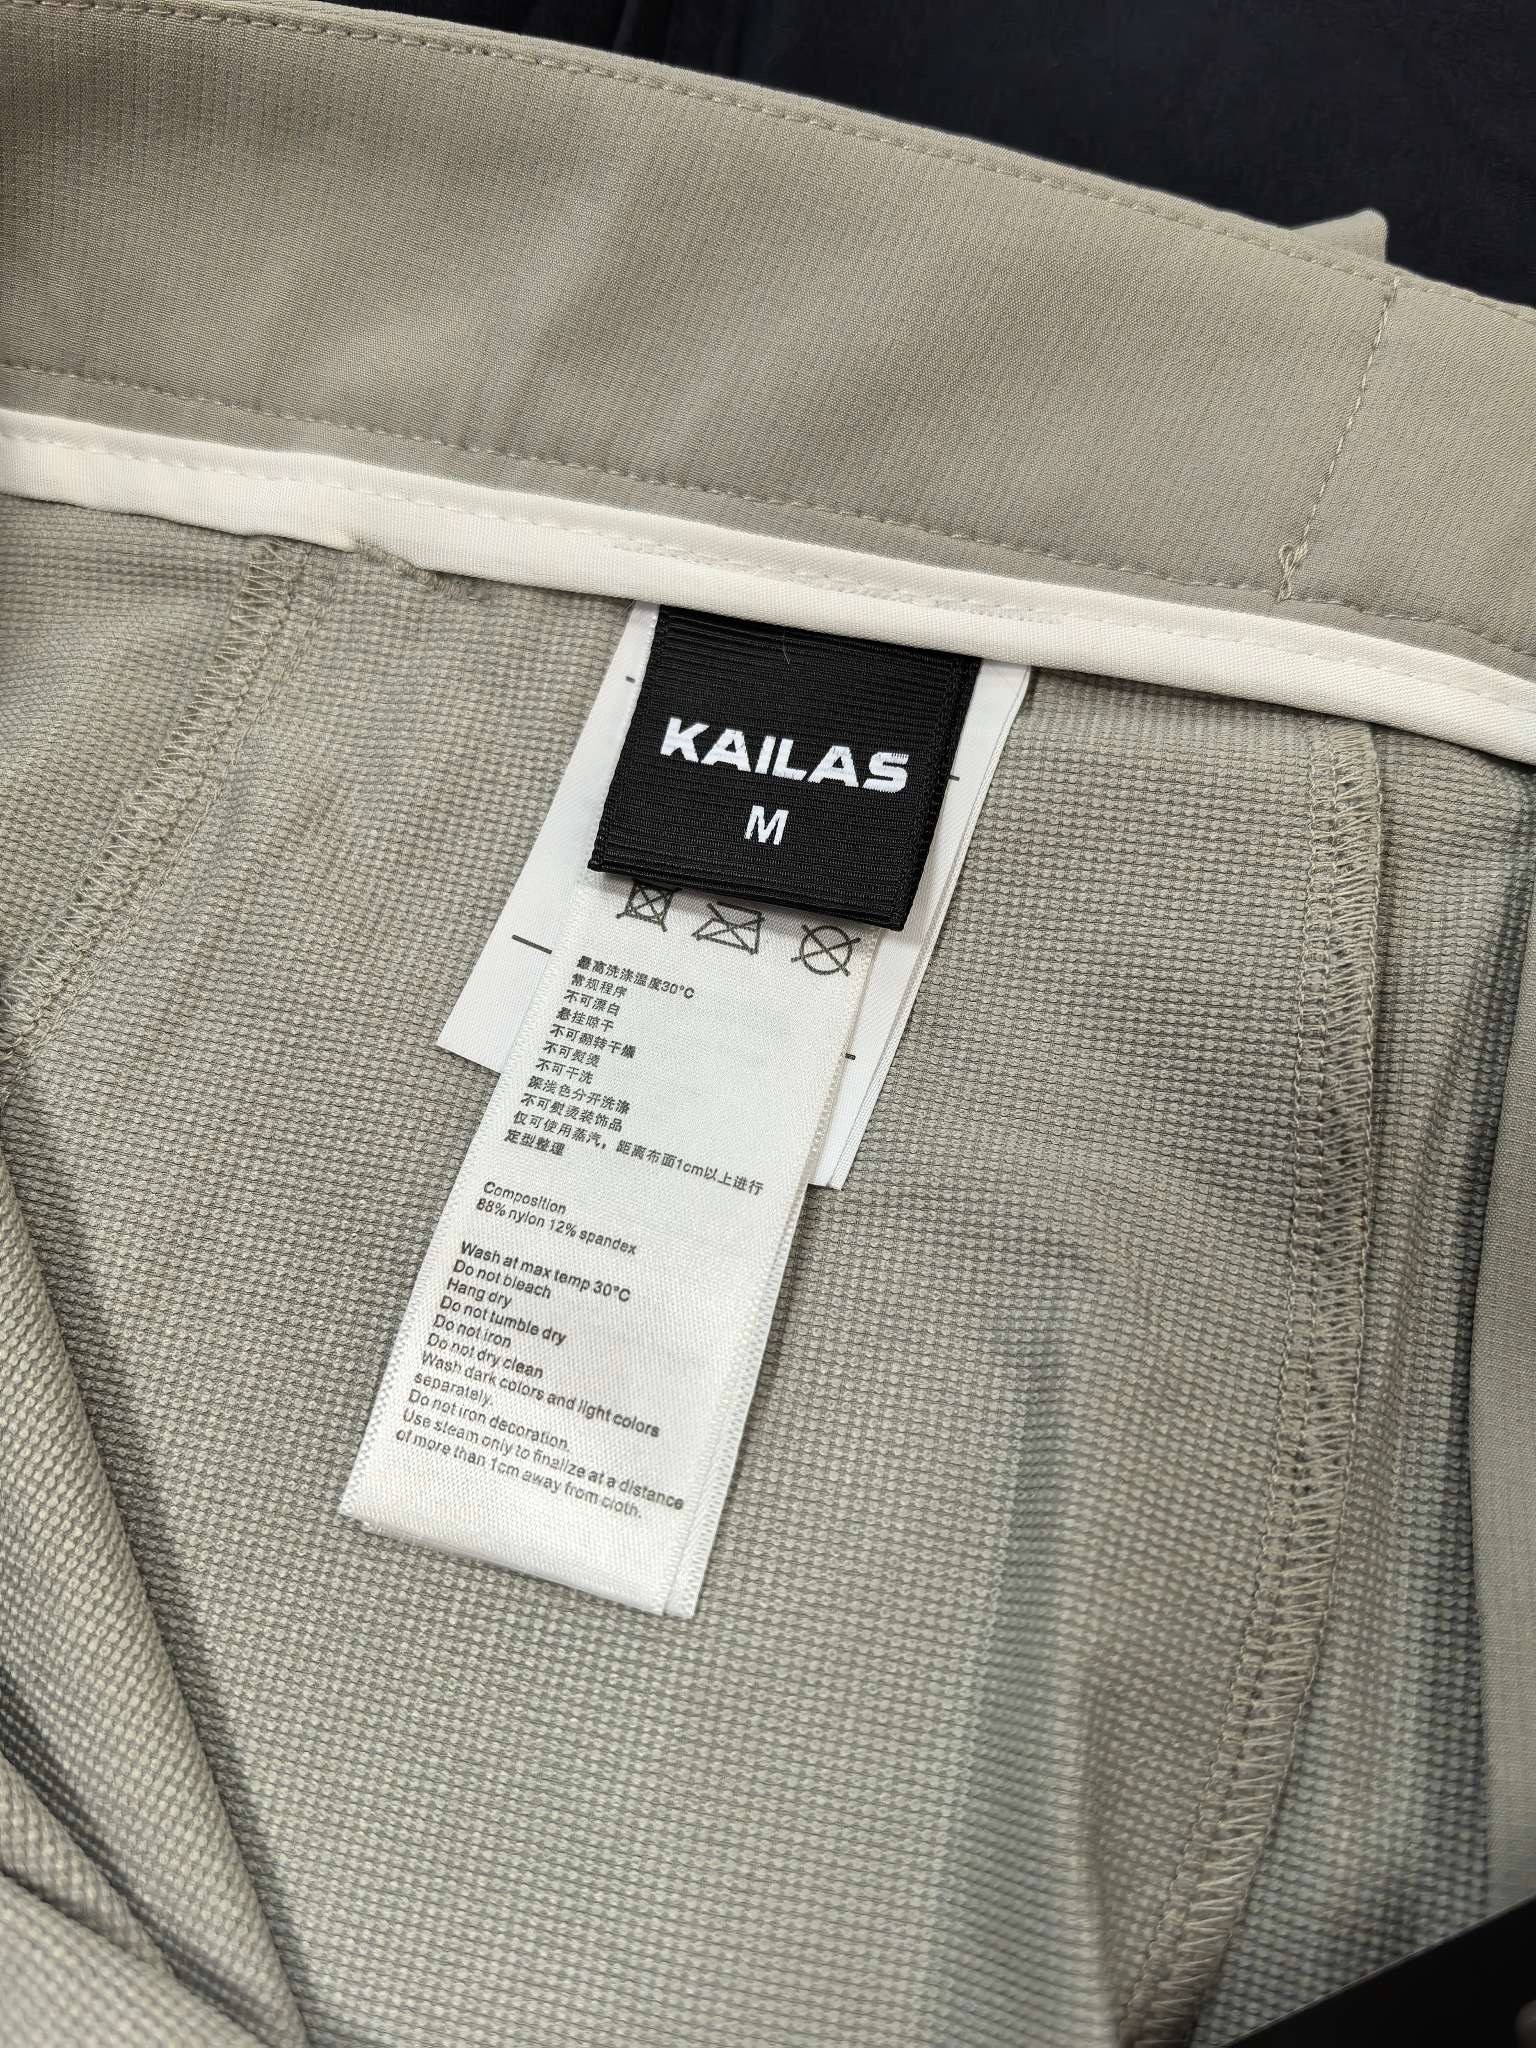 KAILAS
M
最高洗涤温度30°C
常规程序
不可漂白
悬挂晾干
不可翻转干燥
不可熨烫
不可干洗
深浅色分开洗涤
不可熨烫装饰品
仅可使用蒸汽，距离布面1cm以上进行
定型整理
Composition
88% nylon 12% spandex
Wash at max temp 30°C
Do not bleach
Hang dry
Do not tumble dry
Do not iron
Do not dry clean
Wash dark colors and light colors
separately.
Do not iron decoration.
Use steam only to finalize at a distance
of more than 1cm away from cloth.